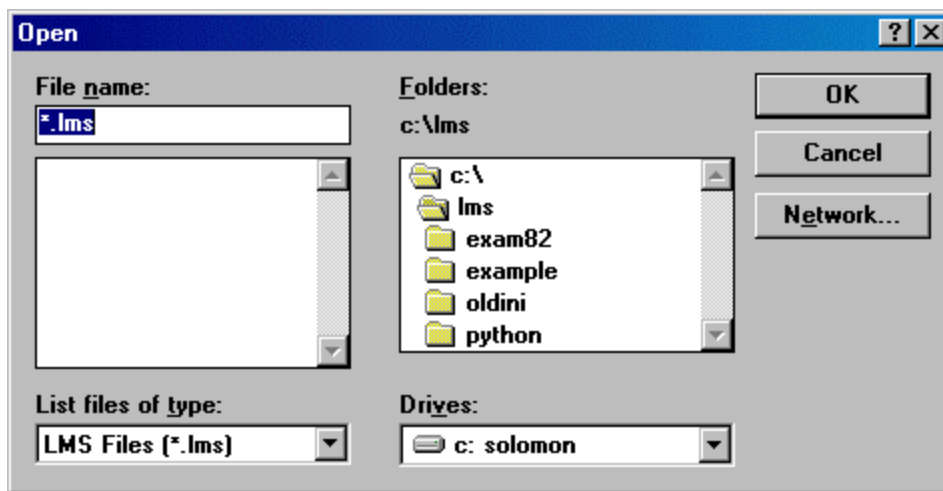 Open
File name:
*.lms
Folders:
c:\lms
c:\
lms
exam82
example
oldini
python
OK
Cancel
Network...
List files of type:
LMS Files (*.lms)
Drives:
c: solomon